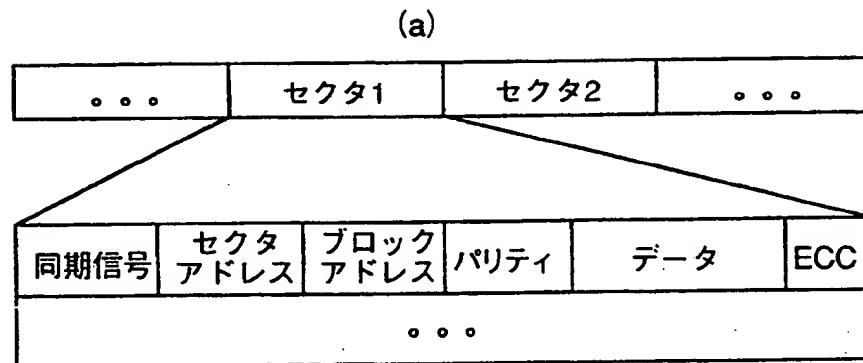 (a)
。。。 セクタ1 セクタ2 。。。
同期信号 セクタ アドレス ブロック アドレス パリティ データ ECC
。。。